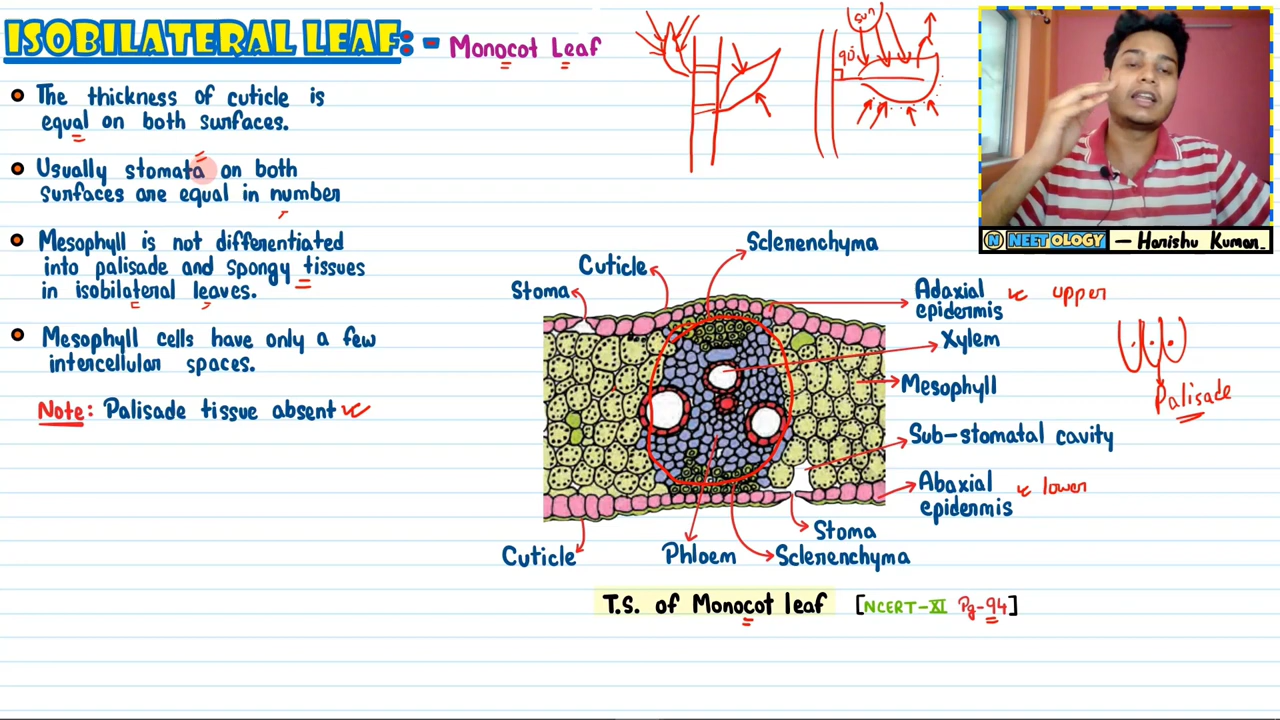 ISOBILATERAL LEAF:- Monocot Leaf
The thickness of cuticle is
equal on both surfaces.
Usually stomata on both
surfaces are equal in number
Mesophyll is not differentiated
into palisade and spongy tissues
in isobilateral leaves.
Mesophyll cells have only a few
intercellular spaces.
Note: Palisade tissue absent
sun
90°
N NEETOLOGY — Hanishu Kumar_
Sclerenchyma
Cuticle
Stoma
Adaxial
epidermis
upper
Xylem
Mesophyll
Palisade
Sub-stomatal cavity
Abaxial
epidermis
lower
Stoma
Cuticle
Phloem
Sclerenchyma
T.S. of Monocot leaf [NCERT-XI Pg-94]